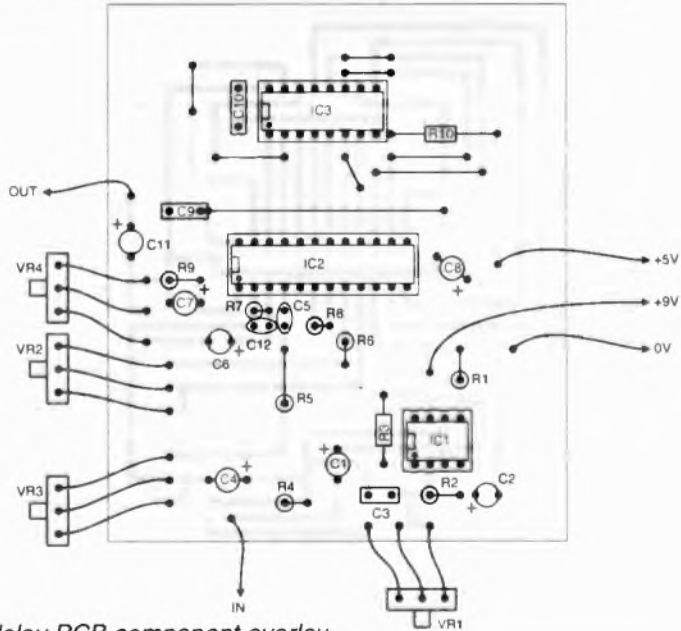 C10
IC3
R10
OUT
C9
C11
VR4
R9
IC2
C8
+5V
C7
+9V
R7
C5
R8
VR2
C12
R6
0V
C6
R1
R5
R3
IC1
VR3
C4
C1
R4
R2
C2
C3
IN
VR1
delay PCB component overlay